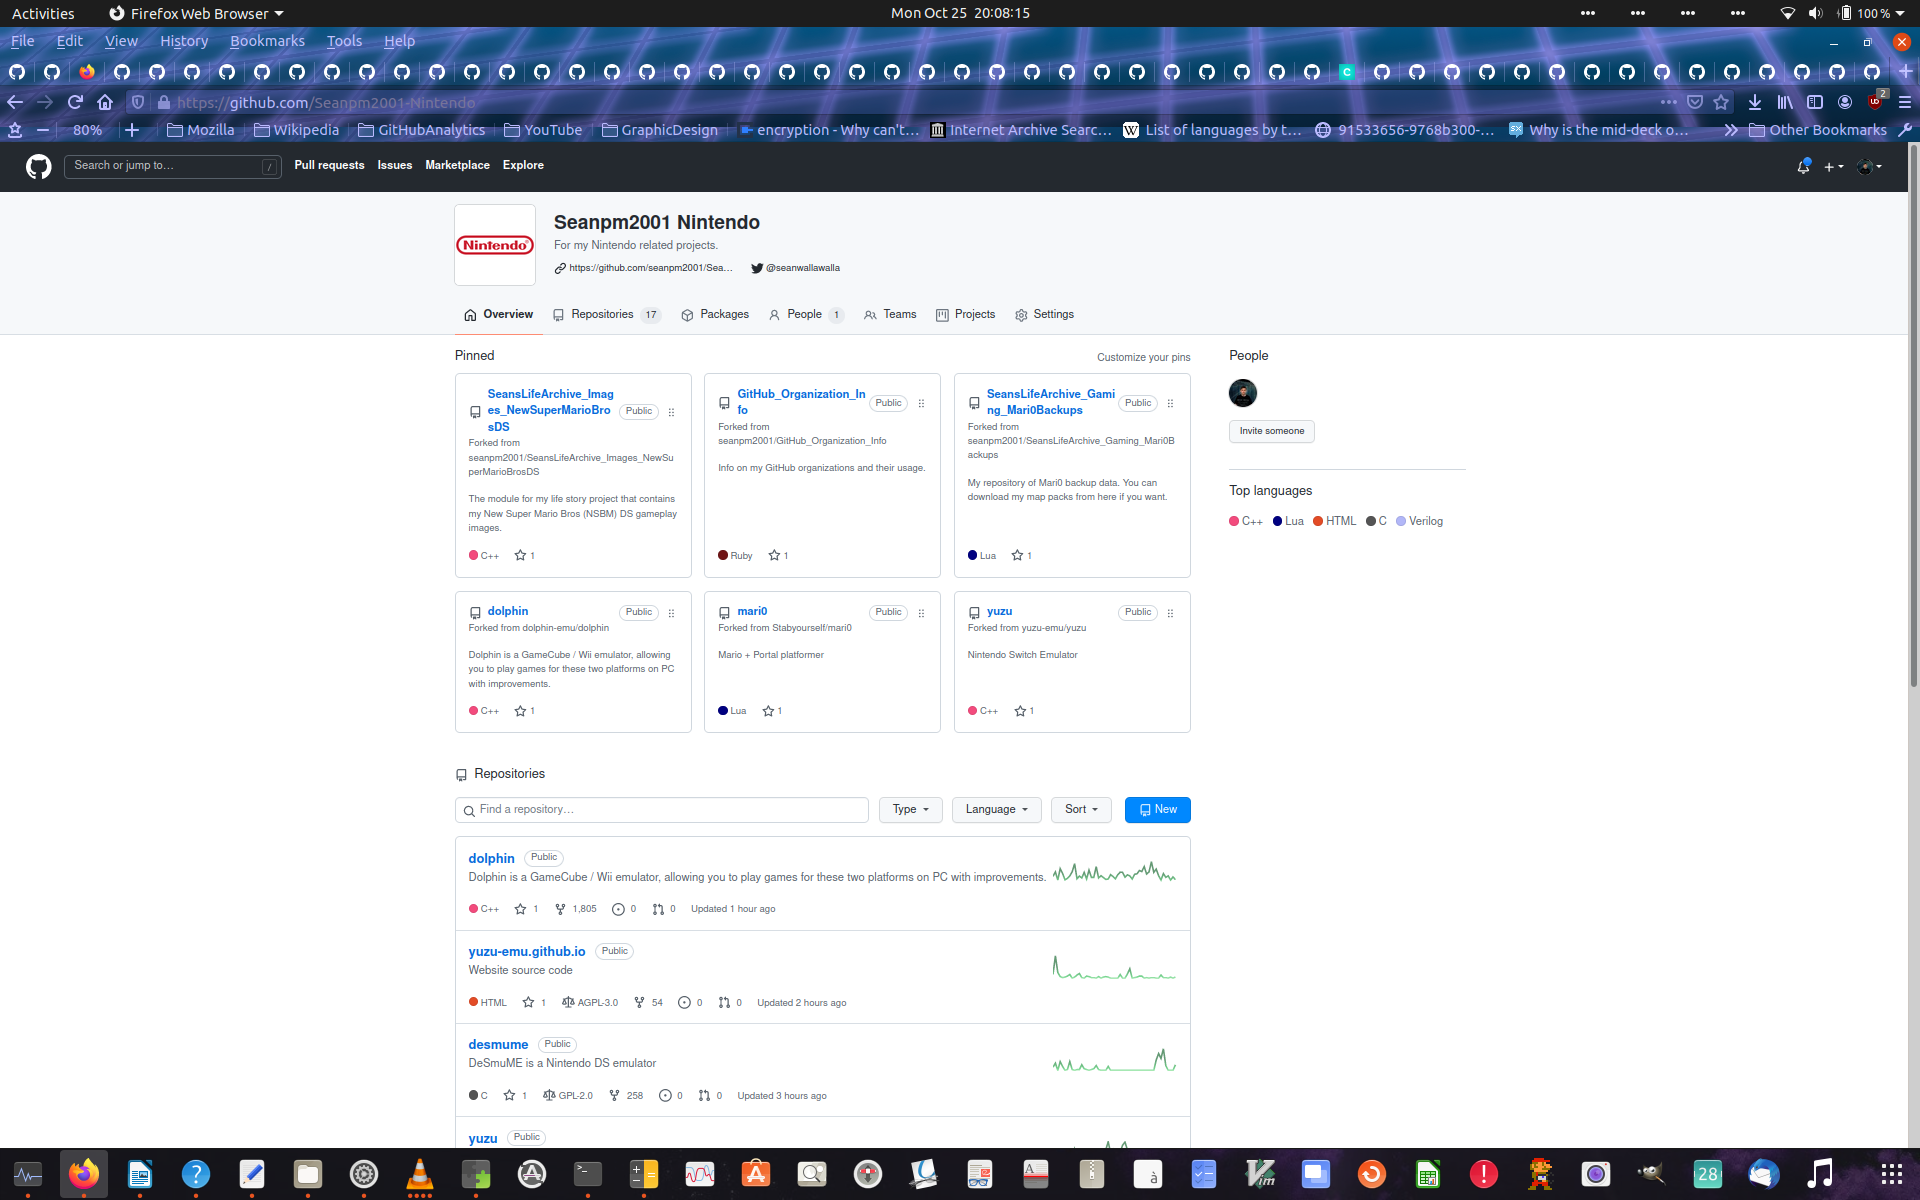 Activities
Firefox Web Browser
Mon Oct 25 20:08:15
100 %
File Edit View History Bookmarks Tools Help
https://github.com/Seanpm2001-Nintendo
2
80%
Mozilla
Wikipedia
GitHubAnalytics
YouTube
GraphicDesign
encryption - Why can't…
Internet Archive Searc…
List of languages by t…
91533656-9768b300-…
Why is the mid-deck o…
Other Bookmarks
Search or jump to…
/
Pull requests Issues Marketplace Explore
Nintendo
Seanpm2001 Nintendo
For my Nintendo related projects.
https://github.com/seanpm2001/Sea…
@seanwallawalla
Overview
Repositories 17
Packages
People 1
Teams
Projects
Settings
Pinned
Customize your pins
SeansLifeArchive_Imag
es_NewSuperMarioBro
sDS
Public
Forked from
seanpm2001/SeansLifeArchive_Images_NewSu
perMarioBrosDS
The module for my life story project that contains
my New Super Mario Bros (NSBM) DS gameplay
images.
C++ 1
GitHub_Organization_In
fo
Public
Forked from
seanpm2001/GitHub_Organization_Info
Info on my GitHub organizations and their usage.
Ruby 1
SeansLifeArchive_Gami
ng_Mari0Backups
Public
Forked from
seanpm2001/SeansLifeArchive_Gaming_Mari0B
ackups
My repository of Mari0 backup data. You can
download my map packs from here if you want.
Lua 1
dolphin
Public
Forked from dolphin-emu/dolphin
Dolphin is a GameCube / Wii emulator, allowing
you to play games for these two platforms on PC
with improvements.
C++ 1
mari0
Public
Forked from Stabyourself/mari0
Mario + Portal platformer
Lua 1
yuzu
Public
Forked from yuzu-emu/yuzu
Nintendo Switch Emulator
C++ 1
People
Invite someone
Top languages
C++ Lua HTML C Verilog
Repositories
Find a repository…
Type
Language
Sort
New
dolphin Public
Dolphin is a GameCube / Wii emulator, allowing you to play games for these two platforms on PC with improvements.
C++ 1 1,805 0 0 Updated 1 hour ago
yuzu-emu.github.io Public
Website source code
HTML 1 AGPL-3.0 54 0 0 Updated 2 hours ago
desmume Public
DeSmuME is a Nintendo DS emulator
C 1 GPL-2.0 258 0 0 Updated 3 hours ago
yuzu Public
28